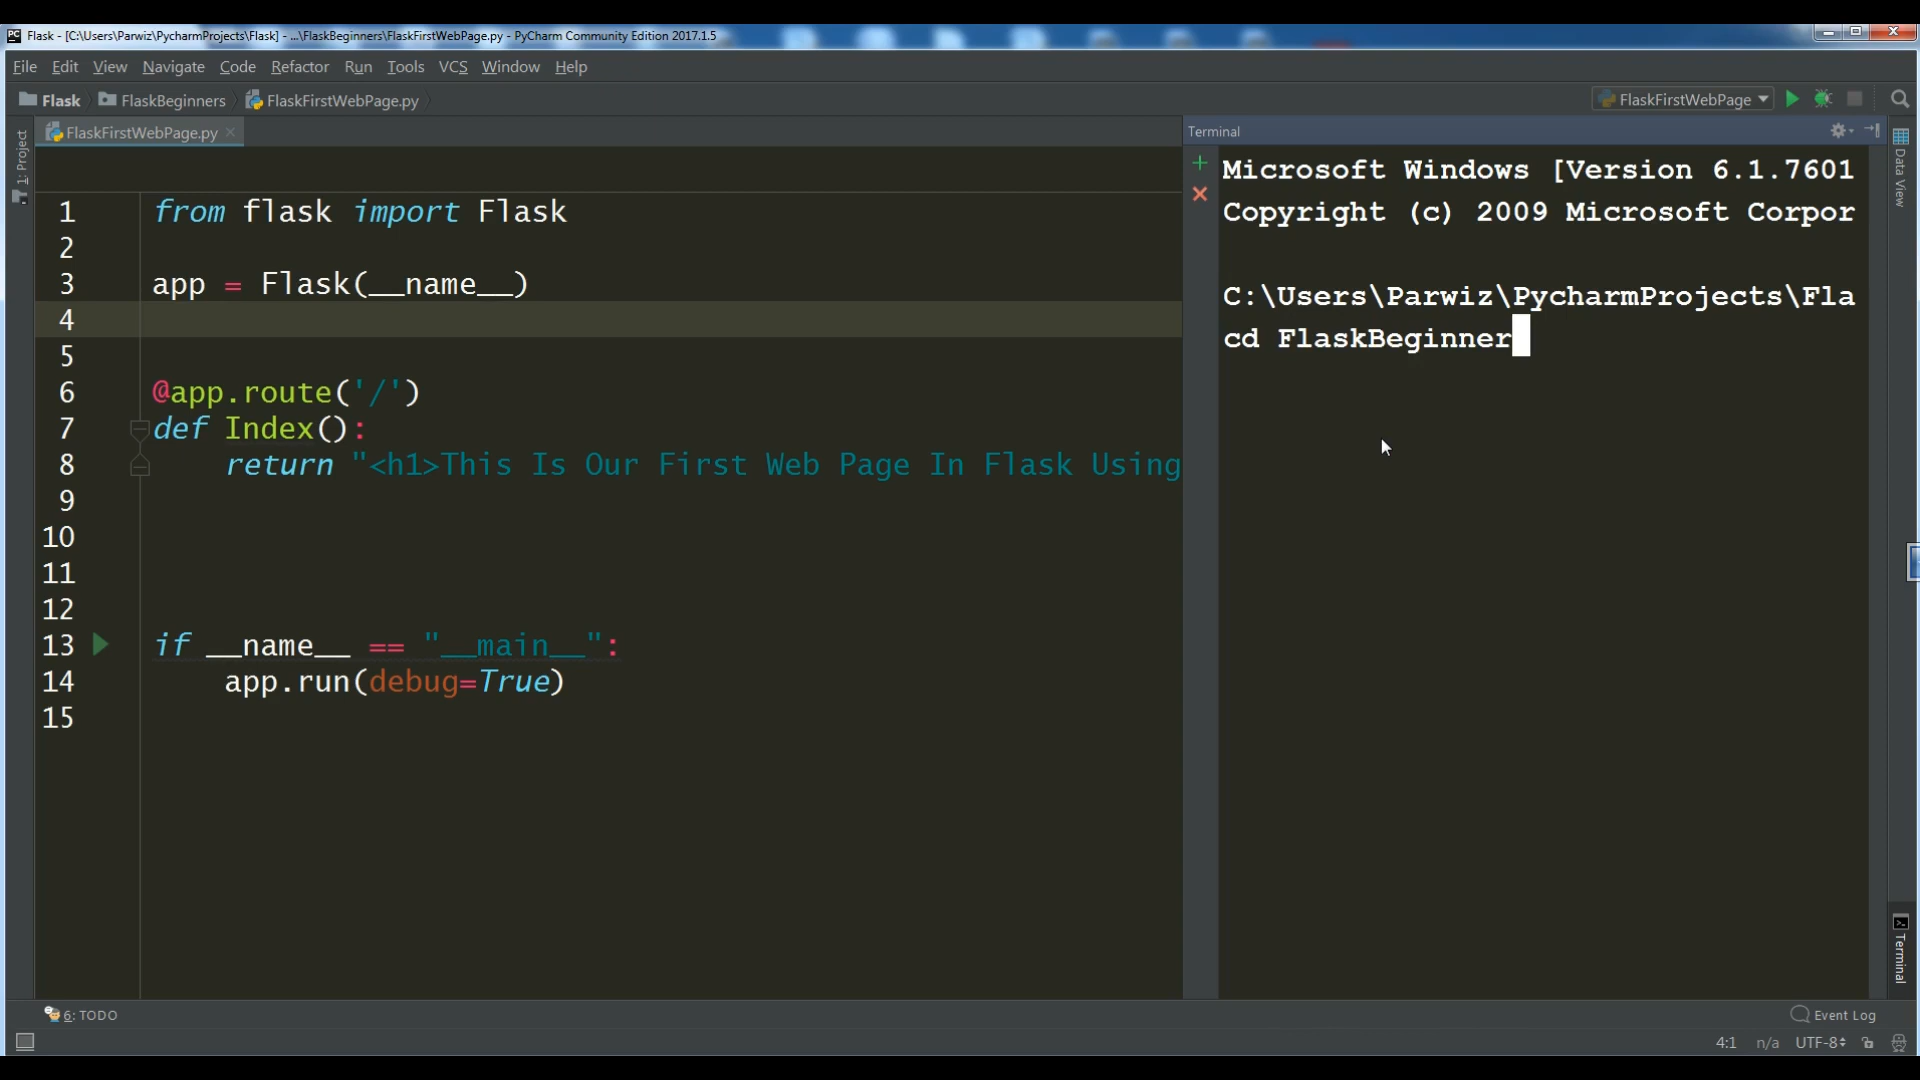 Flask - [C:\Users\Parwiz\PycharmProjects\Flask] - ...\FlaskBeginners\FlaskFirstWebPage.py - PyCharm Community Edition 2017.1.5
File Edit View Navigate Code Refactor Run Tools VCS Window Help
Flask FlaskBeginners FlaskFirstWebPage.py FlaskFirstWebPage
FlaskFirstWebPage.py
1: Project
1 from flask import Flask
2
3 app = Flask(__name__)
4
5
6 @app.route('/')
7 def Index():
8 return "<h1>This Is Our First Web Page In Flask Using
9
10
11
12
13 if __name__ == "__main__":
14 app.run(debug=True)
15
Terminal
Microsoft Windows [Version 6.1.7601
Copyright (c) 2009 Microsoft Corpor
C:\Users\Parwiz\PycharmProjects\Fla
cd FlaskBeginner
Data View
Terminal
6: TODO
Event Log
4:1 n/a UTF-8